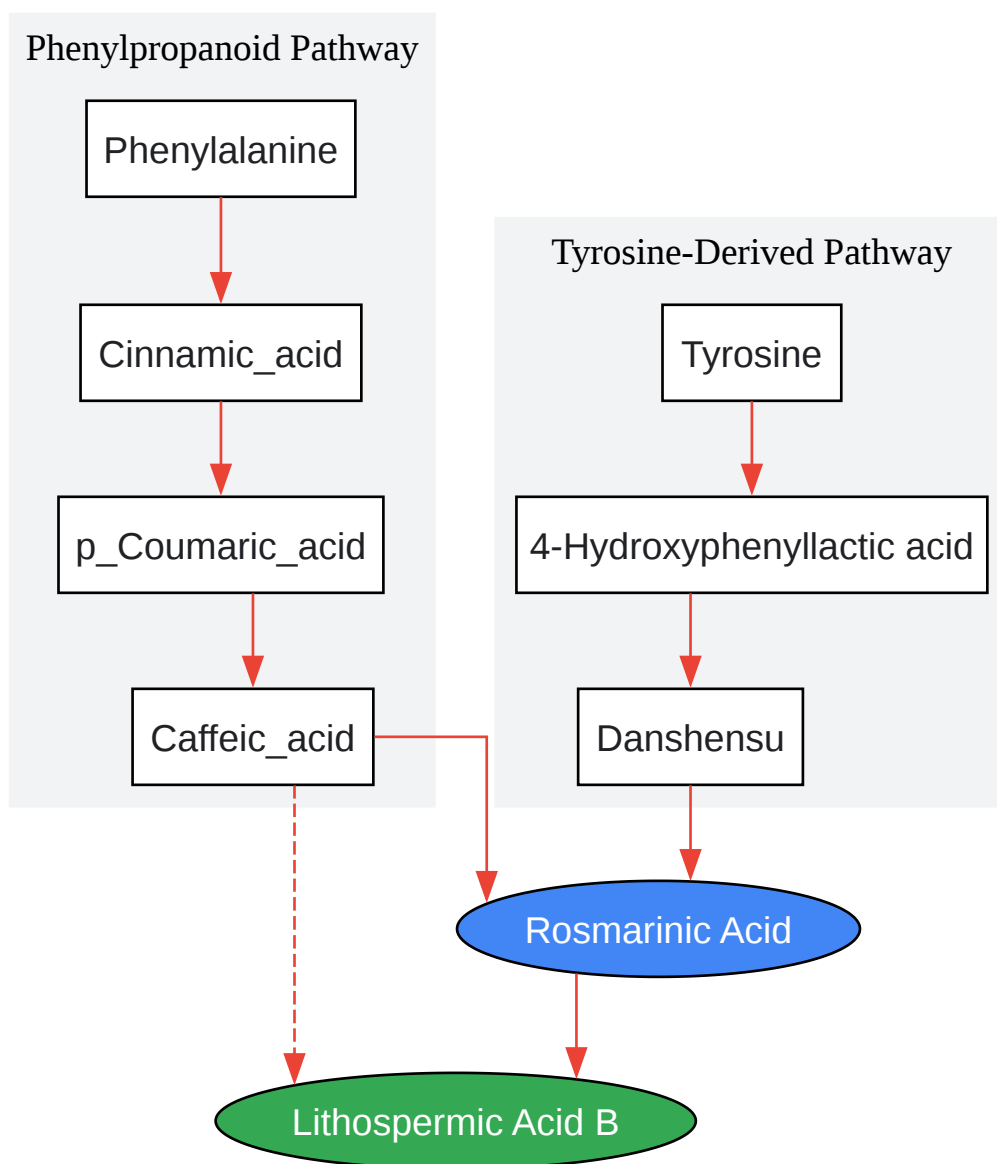 Phenylpropanoid Pathway
Phenylalanine
Cinnamic_acid
p_Coumaric_acid
Caffeic_acid
Tyrosine-Derived Pathway
Tyrosine
4-Hydroxyphenyllactic acid
Danshensu
Rosmarinic Acid
Lithospermic Acid B